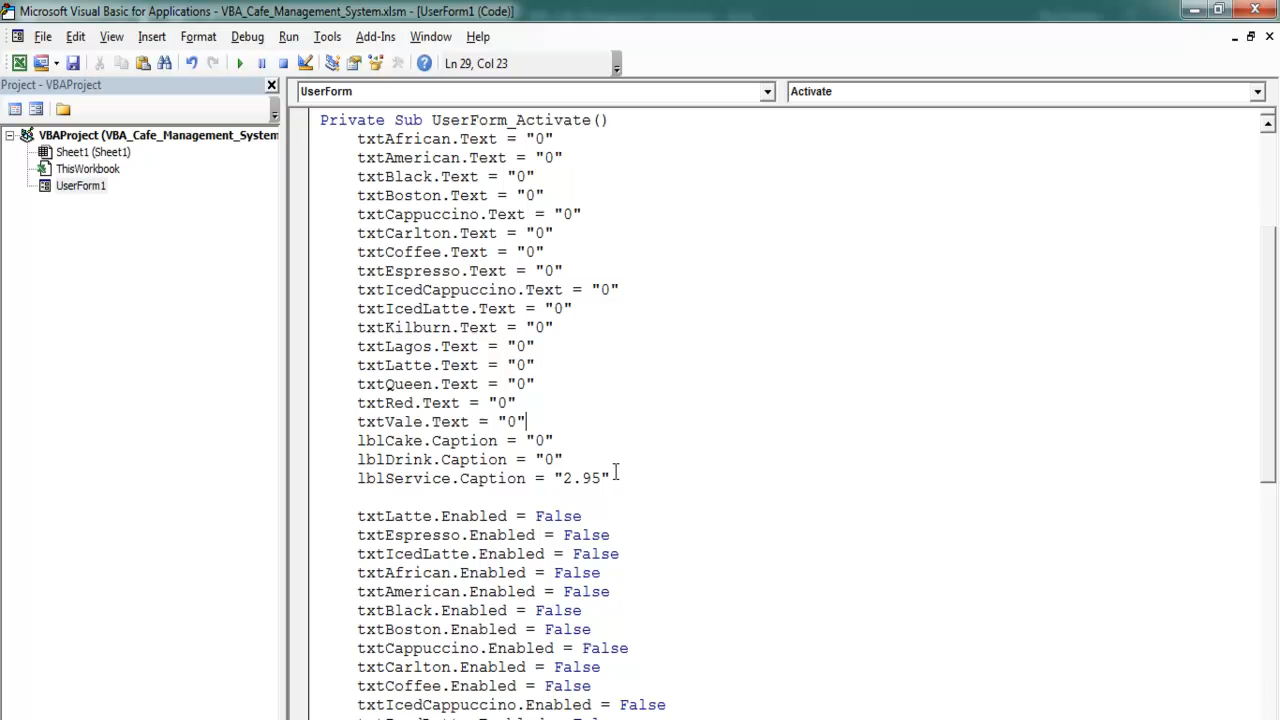 Microsoft Visual Basic for Applications - VBA_Cafe_Management_System.xlsm - [UserForm1 (Code)]
File Edit View Insert Format Debug Run Tools Add-Ins Window Help
Ln 29, Col 23
Project - VBAProject
VBAProject (VBA_Cafe_Management_System
Sheet1 (Sheet1)
ThisWorkbook
UserForm1
UserForm Activate
Private Sub UserForm_Activate()
txtAfrican.Text = "0"
txtAmerican.Text = "0"
txtBlack.Text = "0"
txtBoston.Text = "0"
txtCappuccino.Text = "0"
txtCarlton.Text = "0"
txtCoffee.Text = "0"
txtEspresso.Text = "0"
txtIcedCappuccino.Text = "0"
txtIcedLatte.Text = "0"
txtKilburn.Text = "0"
txtLagos.Text = "0"
txtLatte.Text = "0"
txtQueen.Text = "0"
txtRed.Text = "0"
txtVale.Text = "0"
lblCake.Caption = "0"
lblDrink.Caption = "0"
lblService.Caption = "2.95"
txtLatte.Enabled = False
txtEspresso.Enabled = False
txtIcedLatte.Enabled = False
txtAfrican.Enabled = False
txtAmerican.Enabled = False
txtBlack.Enabled = False
txtBoston.Enabled = False
txtCappuccino.Enabled = False
txtCarlton.Enabled = False
txtCoffee.Enabled = False
txtIcedCappuccino.Enabled = False